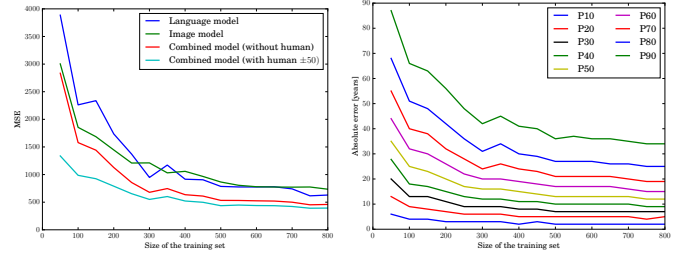 4000
3500
3000
2500
2000
1500
1000
500
0
MSE
0 100 200 300 400 500 600 700 800
Size of the training set
Language model
Image model
Combined model (without human)
Combined model (with human ±50)
90
80
70
60
50
40
30
20
10
0
Absolute error [years]
0 100 200 300 400 500 600 700 800
Size of the training set
P10
P20
P30
P40
P50
P60
P70
P80
P90